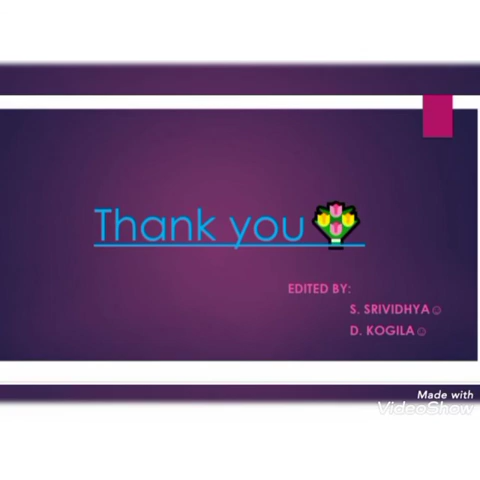 Thank you💐
EDITED BY:
S. SRIVIDHYA☺
D. KOGILA☺
Made with
VideoShow